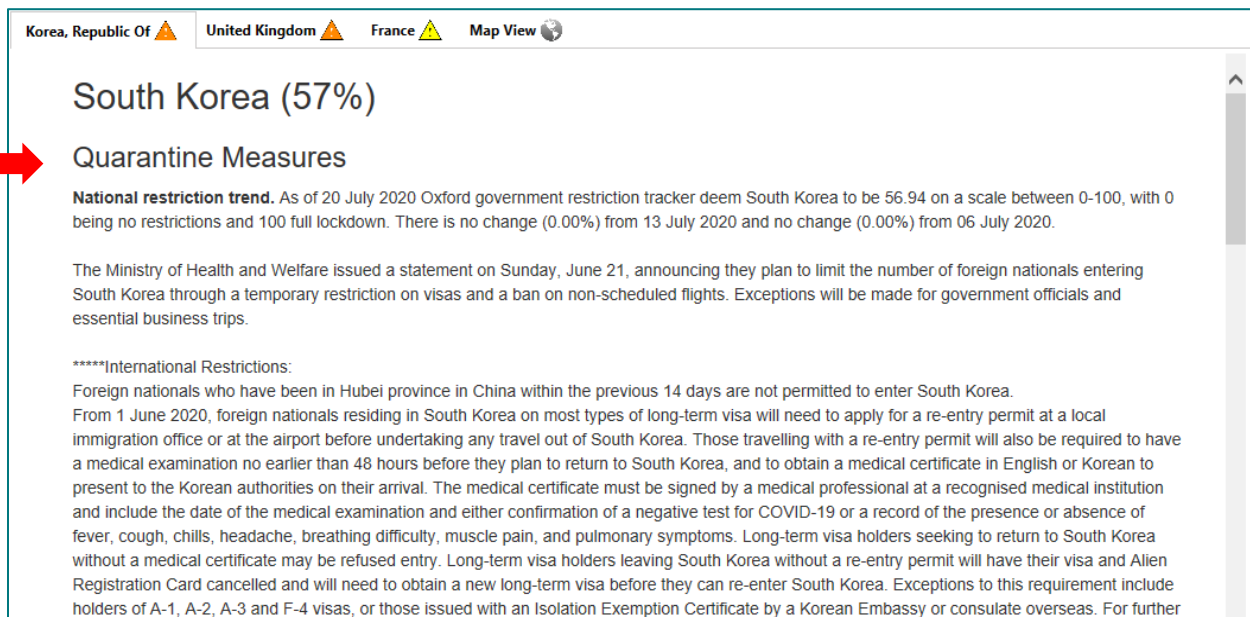 Korea, Republic Of United Kingdom France Map View
South Korea (57%)
Quarantine Measures
National restriction trend. As of 20 July 2020 Oxford government restriction tracker deem South Korea to be 56.94 on a scale between 0-100, with 0
being no restrictions and 100 full lockdown. There is no change (0.00%) from 13 July 2020 and no change (0.00%) from 06 July 2020.
The Ministry of Health and Welfare issued a statement on Sunday, June 21, announcing they plan to limit the number of foreign nationals entering
South Korea through a temporary restriction on visas and a ban on non-scheduled flights. Exceptions will be made for government officials and
essential business trips.
*****International Restrictions:
Foreign nationals who have been in Hubei province in China within the previous 14 days are not permitted to enter South Korea.
From 1 June 2020, foreign nationals residing in South Korea on most types of long-term visa will need to apply for a re-entry permit at a local
immigration office or at the airport before undertaking any travel out of South Korea. Those travelling with a re-entry permit will also be required to have
a medical examination no earlier than 48 hours before they plan to return to South Korea, and to obtain a medical certificate in English or Korean to
present to the Korean authorities on their arrival. The medical certificate must be signed by a medical professional at a recognised medical institution
and include the date of the medical examination and either confirmation of a negative test for COVID-19 or a record of the presence or absence of
fever, cough, chills, headache, breathing difficulty, muscle pain, and pulmonary symptoms. Long-term visa holders seeking to return to South Korea
without a medical certificate may be refused entry. Long-term visa holders leaving South Korea without a re-entry permit will have their visa and Alien
Registration Card cancelled and will need to obtain a new long-term visa before they can re-enter South Korea. Exceptions to this requirement include
holders of A-1, A-2, A-3 and F-4 visas, or those issued with an Isolation Exemption Certificate by a Korean Embassy or consulate overseas. For further